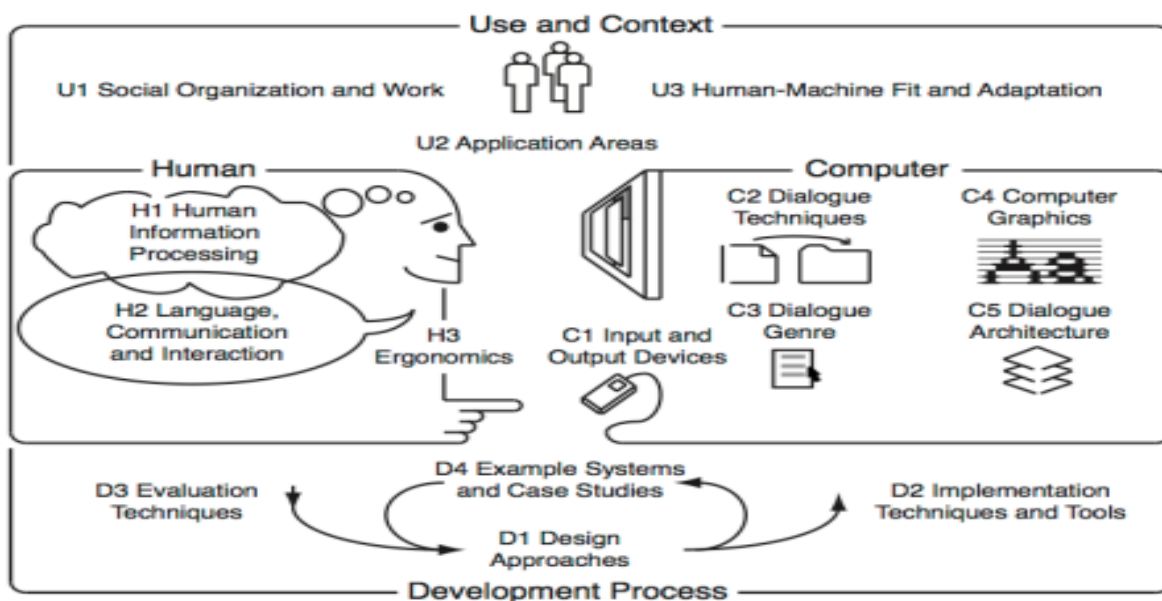 Use and Context
U1 Social Organization and Work
U3 Human-Machine Fit and Adaptation
U2 Application Areas
Human
H1 Human
Information
Processing
H2 Language,
Communication
and Interaction
H3
Ergonomics
Computer
C1 Input and
Output Devices
C2 Dialogue
Techniques
C4 Computer
Graphics
Aa
C3 Dialogue
Genre
C5 Dialogue
Architecture
D3 Evaluation
Techniques
D4 Example Systems
and Case Studies
D1 Design
Approaches
D2 Implementation
Techniques and Tools
Development Process